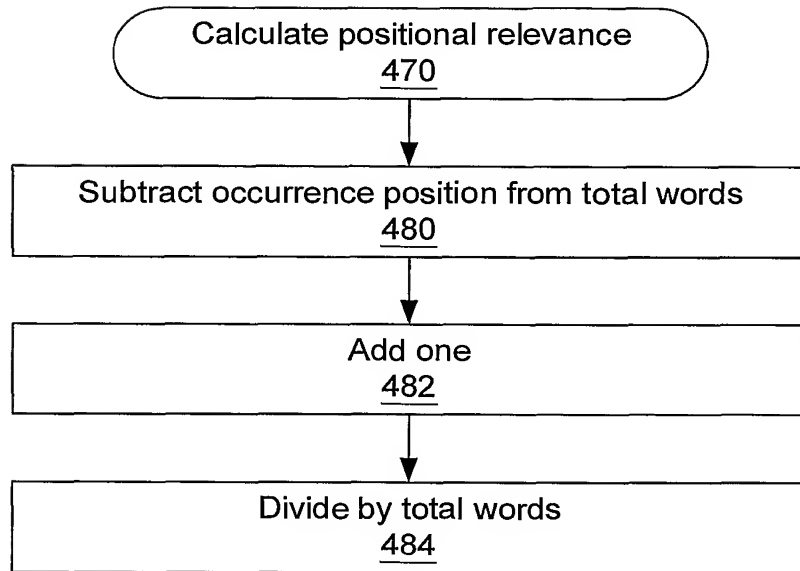 Calculate positional relevance
470
Subtract occurrence position from total words
480
Add one
482
Divide by total words
484